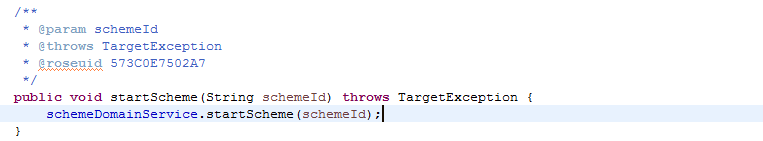 /**
 * @param schemeId
 * @throws TargetException
 * @roseuid 573C0E7502A7
 */
public void startScheme(String schemeId) throws TargetException {
    schemeDomainService.startScheme(schemeId);
}